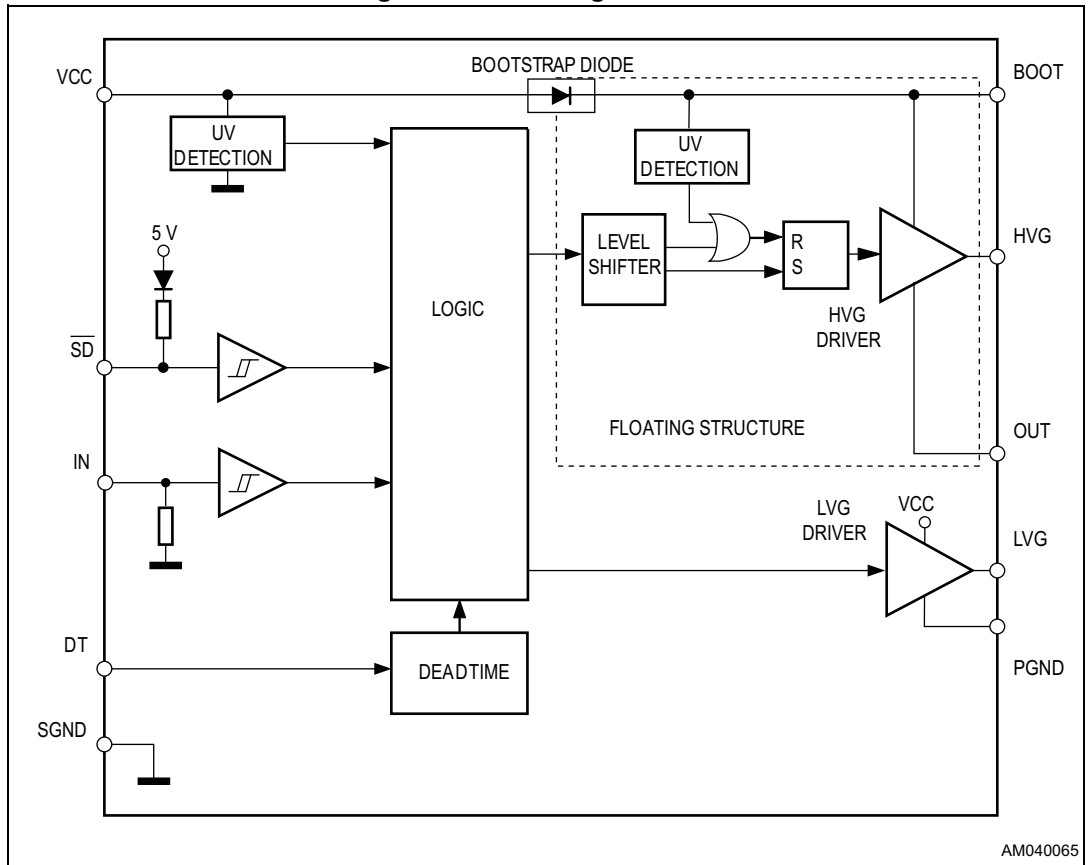 VCC
BOOTSTRAP DIODE
BOOT
UV
DETECTION
UV
DETECTION
5 V
LEVEL
SHIFTER
R
S
HVG
LOGIC
HVG
DRIVER
SD
FLOATING STRUCTURE
OUT
IN
LVG
DRIVER
VCC
LVG
DT
DEADTIME
PGND
SGND
AM040065